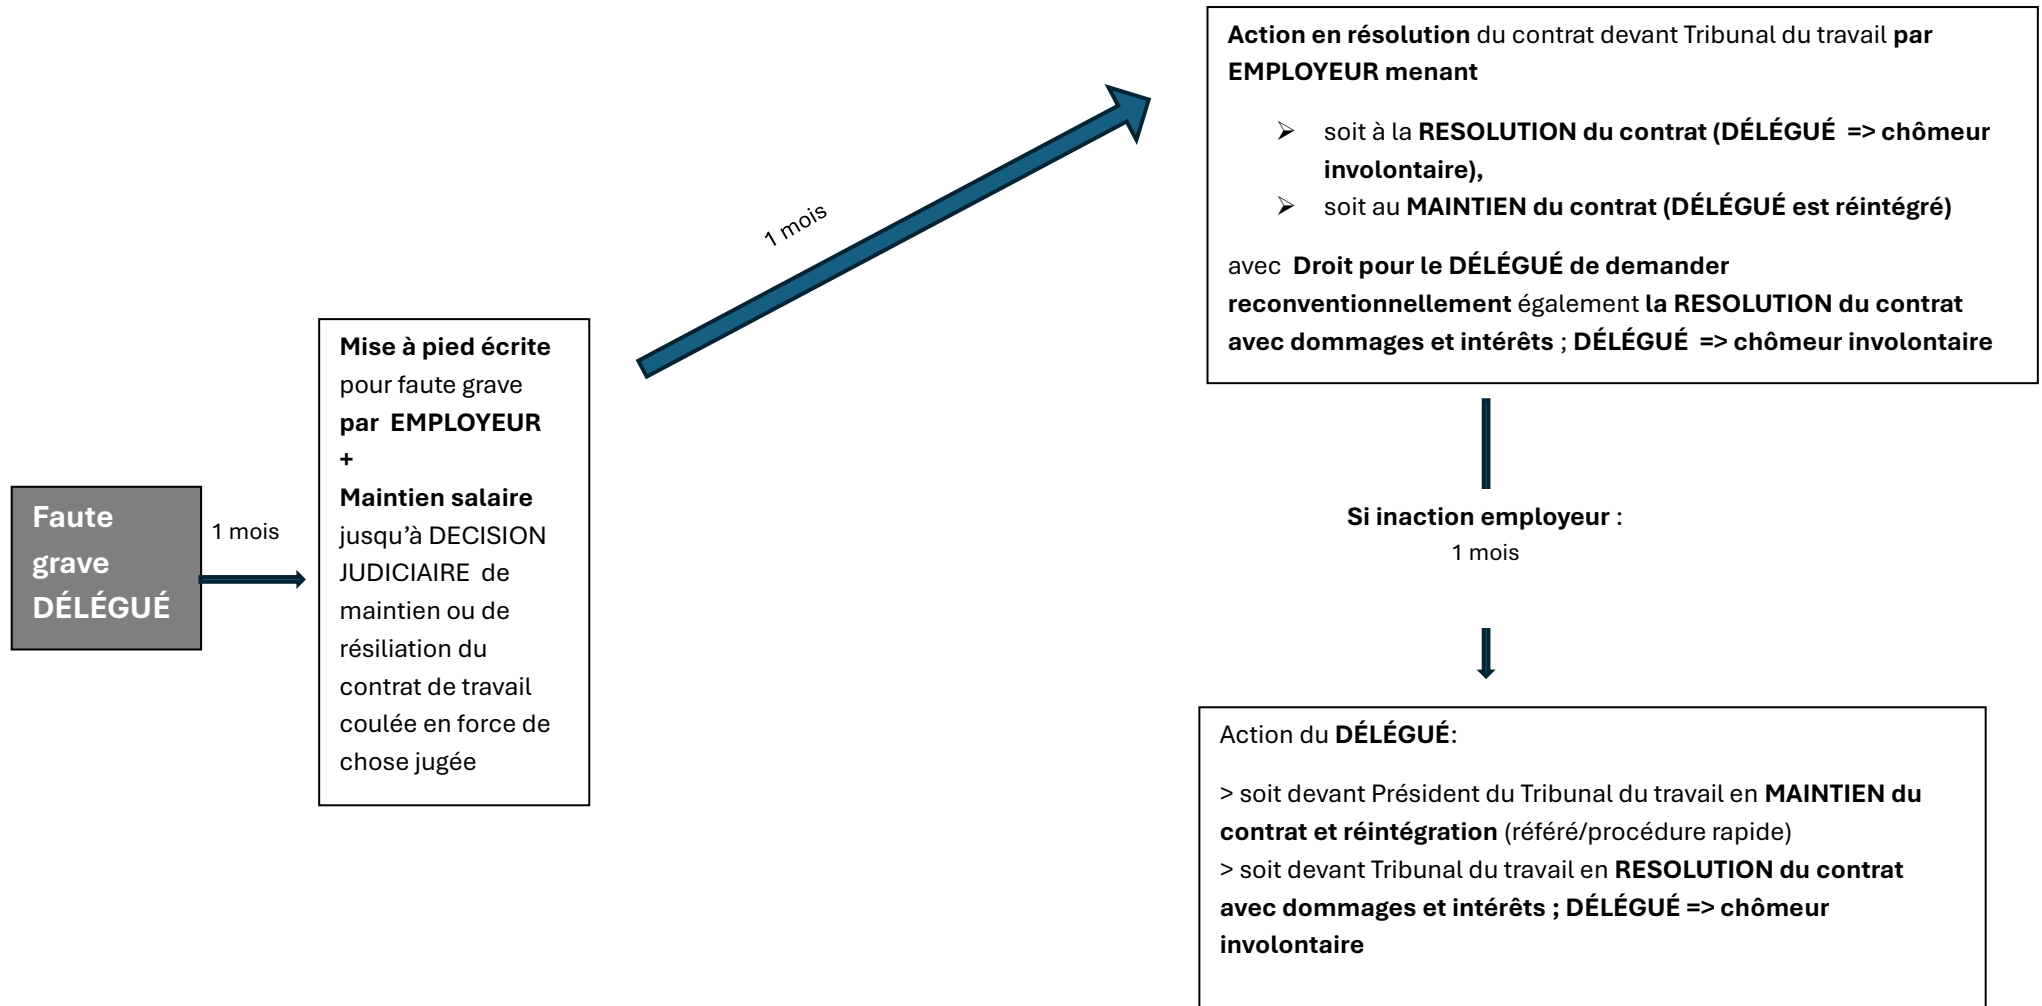 Faute
grave
DÉLÉGUÉ
1 mois
Mise à pied écrite
pour faute grave
par EMPLOYEUR
+
Maintien salaire
jusqu’à DECISION
JUDICIAIRE de
maintien ou de
résiliation du
contrat de travail
coulée en force de
chose jugée
1 mois
Action en résolution du contrat devant Tribunal du travail par
EMPLOYEUR menant
➢ soit à la RESOLUTION du contrat (DÉLÉGUÉ => chômeur
involontaire),
➢ soit au MAINTIEN du contrat (DÉLÉGUÉ est réintégré)
avec Droit pour le DÉLÉGUÉ de demander
reconventionnellement également la RESOLUTION du contrat
avec dommages et intérêts ; DÉLÉGUÉ => chômeur involontaire
Si inaction employeur :
1 mois
Action du DÉLÉGUÉ:
> soit devant Président du Tribunal du travail en MAINTIEN du
contrat et réintégration (référé/procédure rapide)
> soit devant Tribunal du travail en RESOLUTION du contrat
avec dommages et intérêts ; DÉLÉGUÉ => chômeur
involontaire